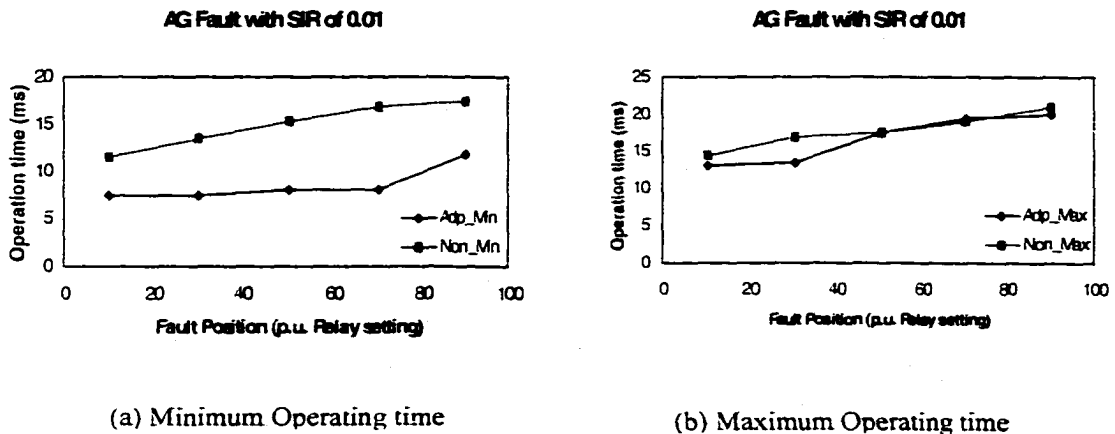 AG Fault with SIR of 0.01
Operation time (ms)
20
15
10
5
0
Adp_Mn
Non_Mn
0 20 40 60 80 100
Fault Position (p.u. Relay setting)
(a) Minimum Operating time
AG Fault with SIR of 0.01
Operation time (ms)
25
20
15
10
5
0
Adp_Max
Non_Max
0 20 40 60 80 100
Fault Position (p.u. Relay setting)
(b) Maximum Operating time